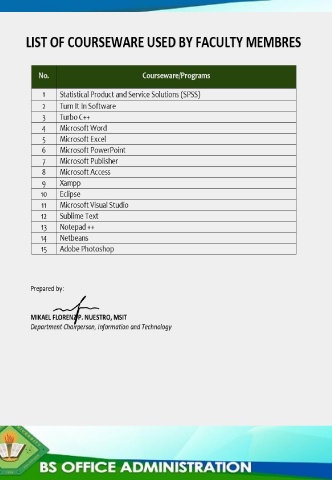 LIST OF COURSEWARE USED BY FACULTY MEMBRES
No. Courseware/Programs
1 Statistical Product and Service Solutions (SPSS)
2 Turn It In Software
3 Turbo C++
4 Microsoft Word
5 Microsoft Excel
6 Microsoft PowerPoint
7 Microsoft Publisher
8 Microsoft Access
9 Xampp
10 Eclipse
11 Microsoft Visual Studio
12 Sublime Text
13 Notepad ++
14 Netbeans
15 Adobe Photoshop
Prepared by:
MIKAEL P. NUESTRO, MSIT
Department Chairperson, Information and Technology
BS OFFICE ADMINISTRATION